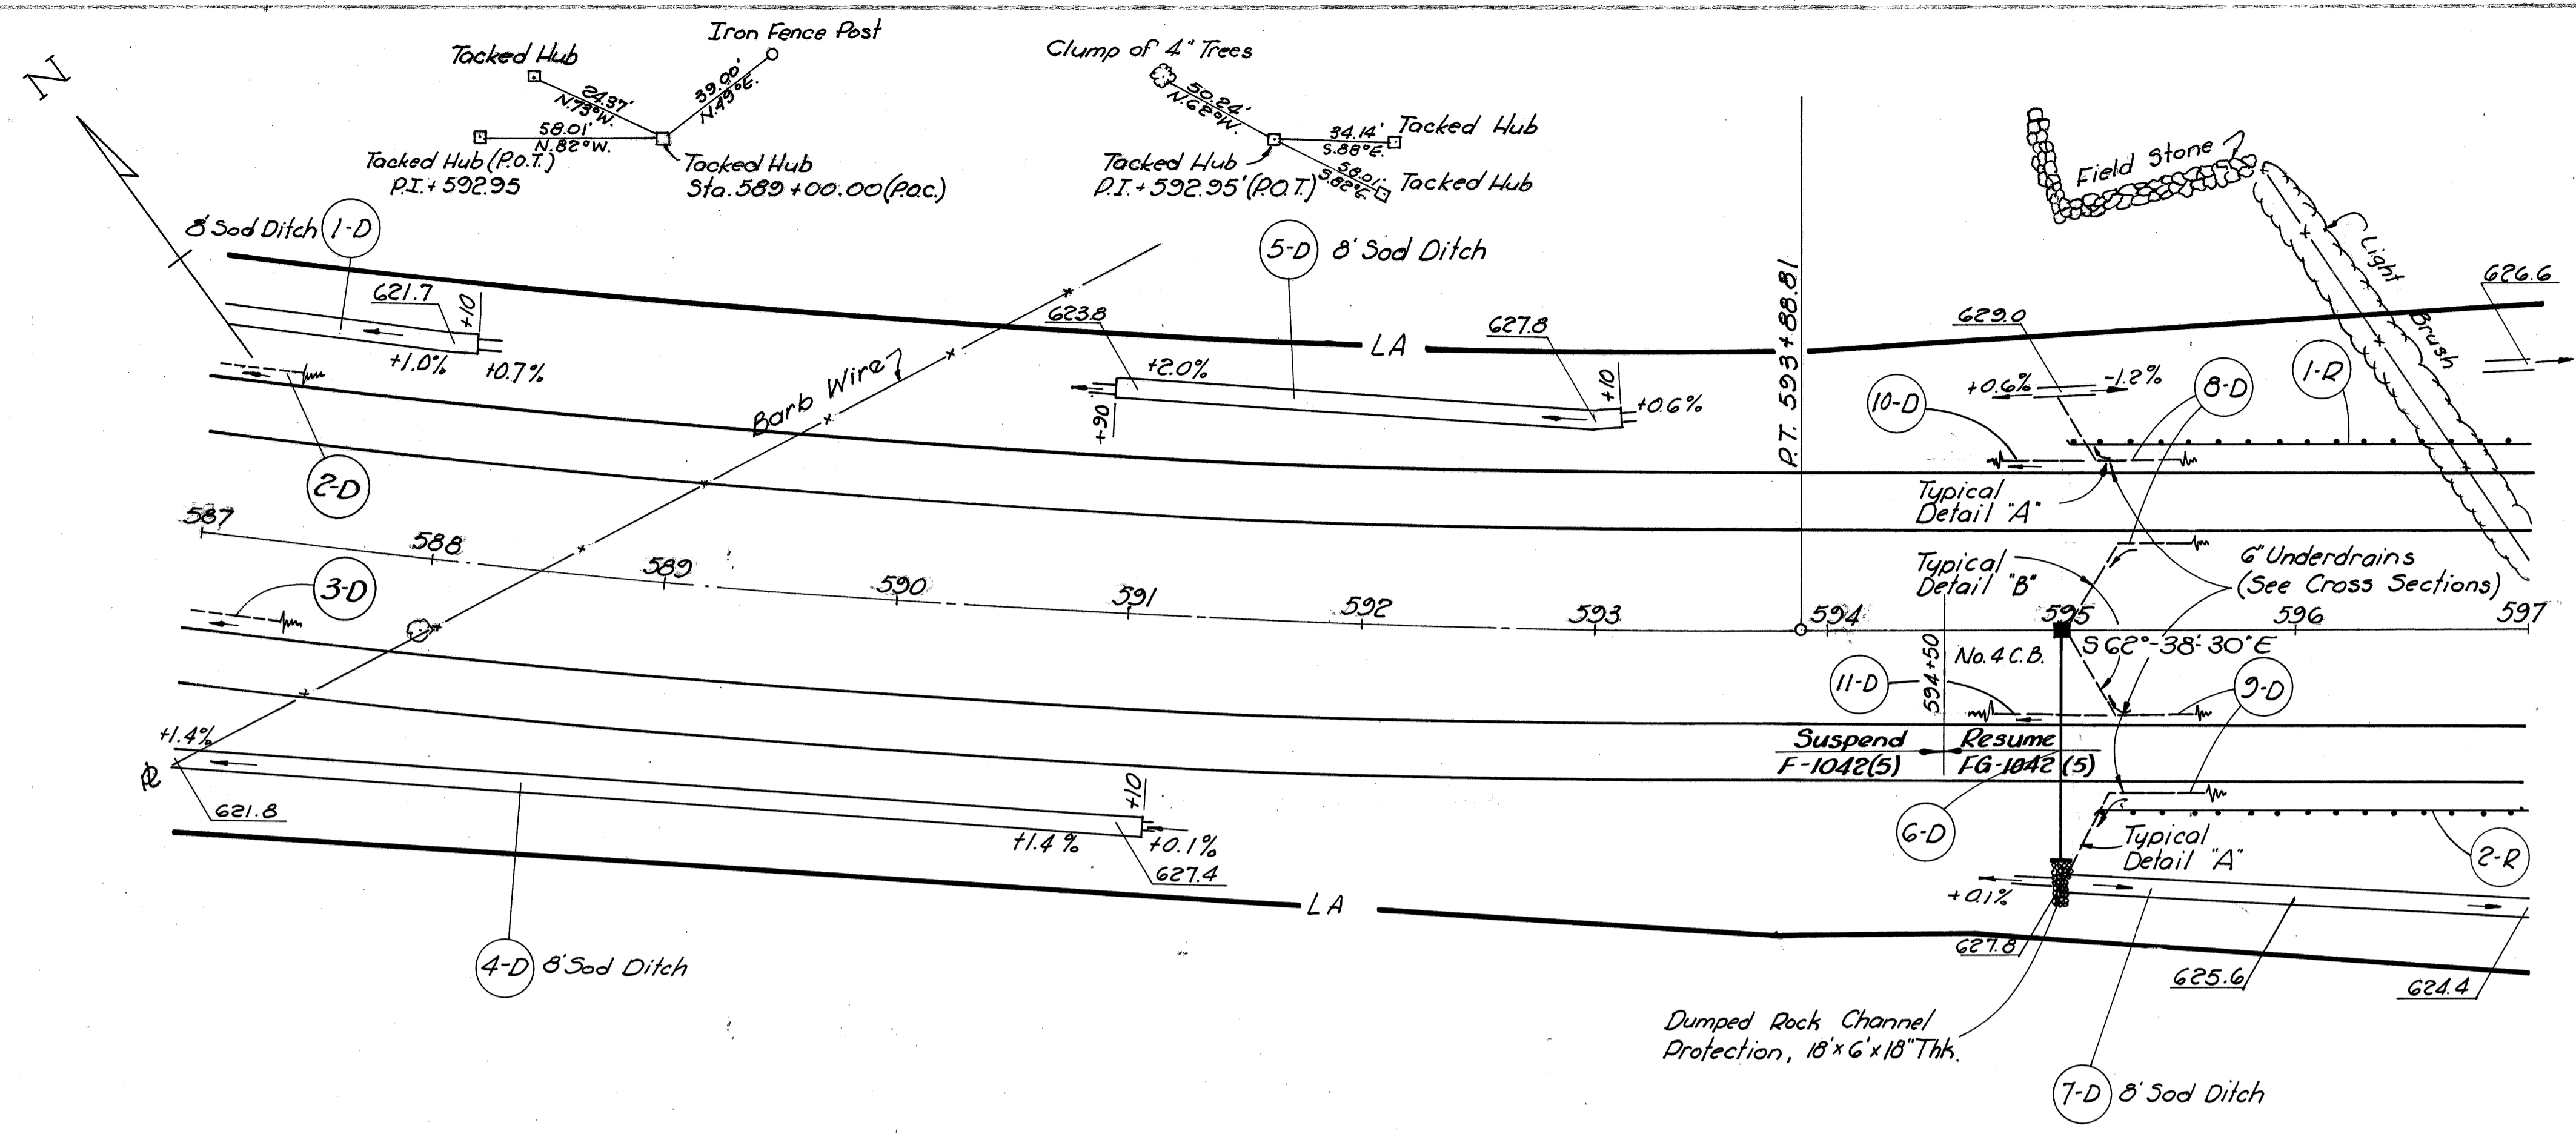 N
Tacked Hub
Iron Fence Post
24.37'
N.73°W.
39.00'
N.49°E.
58.01'
N.82°W.
Tacked Hub (P.O.T.)
P.I. + 592.95
Tacked Hub
Sta. 589 + 00.00 (P.O.C.)
Clump of 4" Trees
50.24'
N.62°W.
34.14'
S.88°E.
Tacked Hub
58.01'
S.82°E.
Tacked Hub
Tacked Hub
P.I. + 592.95' (P.O.T.)
Field Stone
Light Brush
8' Sod Ditch
1-D
621.7
+10
+1.0%
+0.7%
2-D
Barb Wire
623.8
+2.0%
+90
5-D
8' Sod Ditch
627.8
+10
+0.6%
LA
P.T. 593+88.81
629.0
+0.6%
-1.2%
8-D
10-D
1-R
626.6
Typical
Detail "A"
Typical
Detail "B"
6" Underdrains
(See Cross Sections)
587
588
589
590
591
592
593
594
595
596
597
3-D
S 62°-38'-30" E
No. 4 C.B.
594+50
11-D
9-D
Suspend
F-1042(5)
Resume
FG-1042 (5)
6-D
+1.4%
621.8
+1.4 %
+10
+0.1%
627.4
4-D
8' Sod Ditch
LA
Typical
Detail "A"
2-R
+0.1%
627.8
625.6
624.4
Dumped Rock Channel
Protection, 18' x 6' x 18" Thk.
7-D
8' Sod Ditch